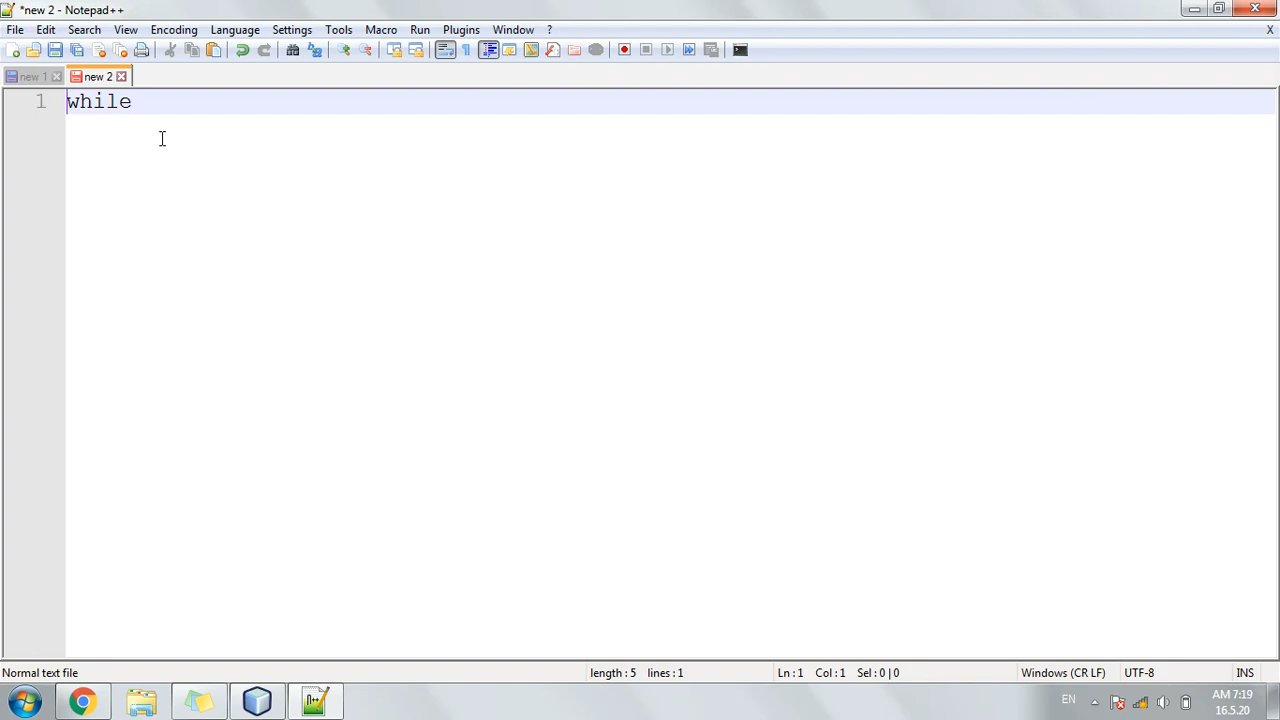 *new 2 - Notepad++
File Edit Search View Encoding Language Settings Tools Macro Run Plugins Window ? X
new 1 new 2
1 while
Normal text file length : 5 lines : 1 Ln : 1 Col : 1 Sel : 0 | 0 Windows (CR LF) UTF-8 INS
EN AM 7:19
16.5.20